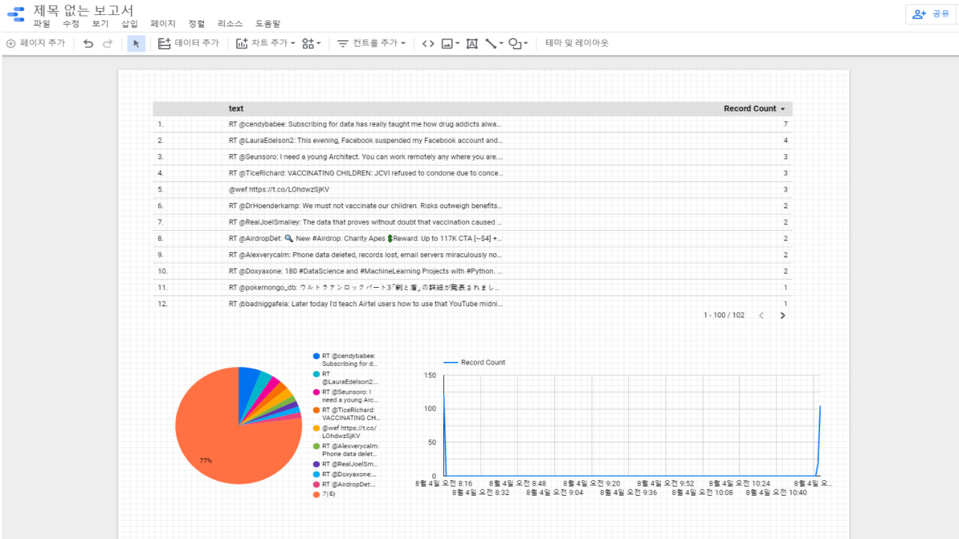 제목 없는 보고서
파일 수정 보기 삽입 페이지 정렬 리소스 도움말
공유
페이지 추가 데이터 추가 차트 추가 컨트롤 추가 테마 및 레이아웃
text Record Count
1. RT @cendybabee: Subscribing for data has really taught me how drug addicts alwa... 7
2. RT @LauraEdelson2: This evening, Facebook suspended my Facebook account and... 4
3. RT @Seunsoro: I need a young Architect. You can work remotely any where you are.... 3
4. RT @TiceRichard: VACCINATING CHILDREN: JCVI refused to condone due to conce... 3
5. @wef https://t.co/LOhdwzSjKV 3
6. RT @DrHoenderkamp: We must not vaccinate our children. Risks outweigh benefits... 2
7. RT @RealJoelSmalley: The data that proves without doubt that vaccination caused ... 2
8. RT @AirdropDet: 🔍 New #Airdrop: Charity Apes 💲Reward: Up to 117K CTA [~$4] +... 2
9. RT @Alexverycalm: Phone data deleted, records lost, email servers miraculously no... 2
10. RT @Doxyaxone: 180 #DataScience and #MachineLearning Projects with #Python. ... 2
11. RT @pokemongo_db: ウルトラアンロックパート3“剣と盾」の詳細が発表されまし... 1
12. RT @badniggafela: Later today I'd teach Airtel users how to use that YouTube midni... 1
1 - 100 / 102
77%
RT @cendybabee:
Subscribing for d...
RT
@LauraEdelson2:...
RT @Seunsoro: I
need a young Arc...
RT @TiceRichard:
VACCINATING CH...
@wef https://t.co/
LOhdwzSjKV
RT @Alexverycalm:
Phone data delet...
RT @RealJoelSm...
RT @Doxyaxone:...
RT @AirdropDet:...
기타
Record Count
150
100
50
0
8월 4일 오전 8:16 8월 4일 오전 8:48 8월 4일 오전 9:20 8월 4일 오전 9:52 8월 4일 오전 10:24 8월 4일 오...
8월 4일 오전 8:32 8월 4일 오전 9:04 8월 4일 오전 9:36 8월 4일 오전 10:08 8월 4일 오전 10:40